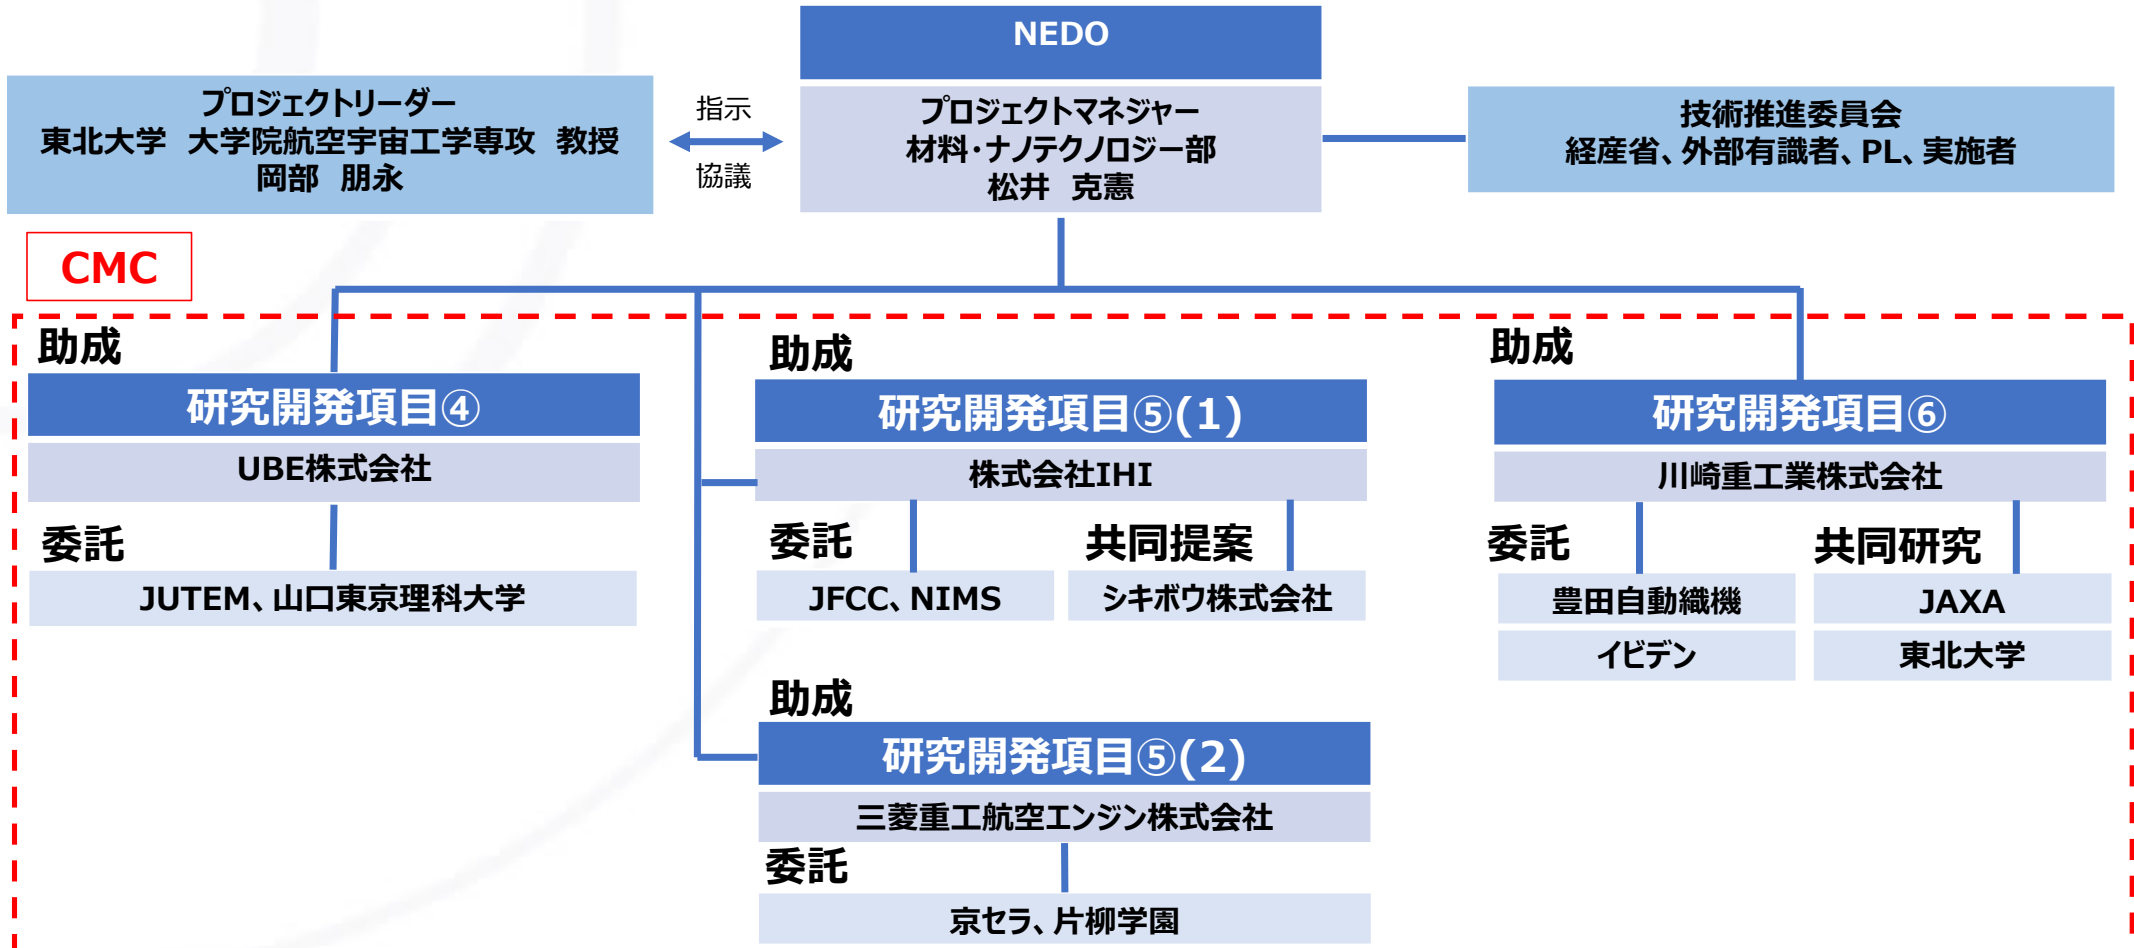 NEDO
プロジェクトリーダー
東北大学 大学院航空宇宙工学専攻 教授
岡部 朋永
指示
協議
プロジェクトマネジャー
材料・ナノテクノロジー部
松井 克憲
技術推進委員会
経産省、外部有識者、PL、実施者
CMC
助成
研究開発項目④
UBE株式会社
委託
JUTEM、山口東京理科大学
助成
研究開発項目⑤(1)
株式会社IHI
委託
共同提案
JFCC、NIMS
シキボウ株式会社
助成
研究開発項目⑤(2)
三菱重工航空エンジン株式会社
委託
京セラ、片柳学園
助成
研究開発項目⑥
川崎重工業株式会社
委託
共同研究
豊田自動織機
JAXA
イビデン
東北大学